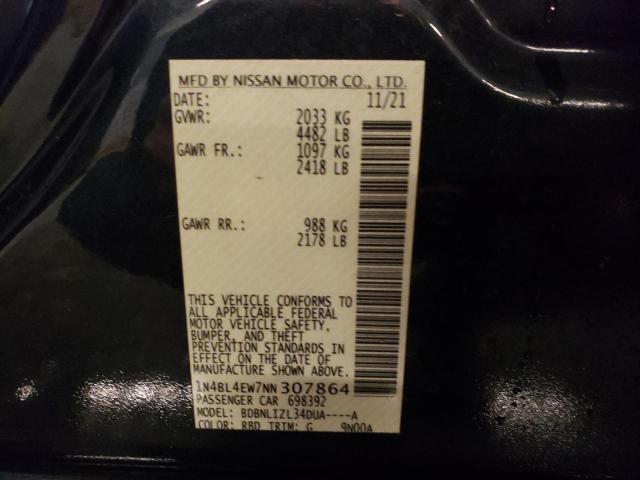 MFD BY NISSAN MOTOR CO., LTD.
DATE: 11/21
GVWR: 2033 KG
4482 LB
GAWR FR.: 1097 KG
2418 LB
GAWR RR.: 988 KG
2178 LB
THIS VEHICLE CONFORMS TO
ALL APPLICABLE FEDERAL
MOTOR VEHICLE SAFETY,
BUMPER, AND THEFT
PREVENTION STANDARDS IN
EFFECT ON THE DATE OF
MANUFACTURE SHOWN ABOVE.
1N4BL4EW7NN307864
PASSENGER CAR 698392
MODEL: BDBNLIZL34DUA----A
COLOR: RBD TRIM: G 9N00A